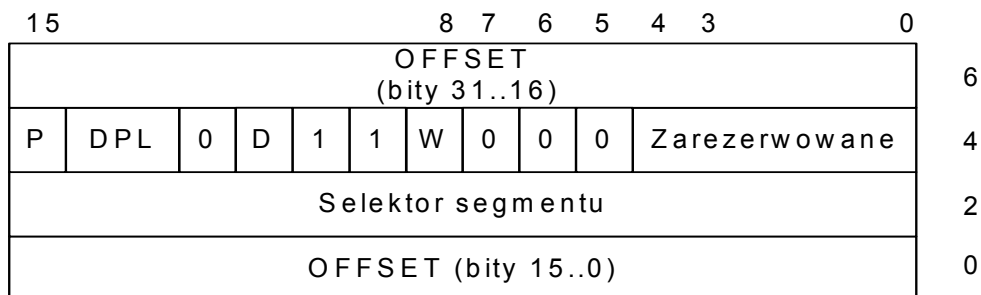 15 8 7 6 5 4 3 0
OFFSET
(bity 31..16) 6
P DPL 0 D 1 1 W 0 0 0 Zarezerwowane 4
Selektor segmentu 2
OFFSET (bity 15..0) 0